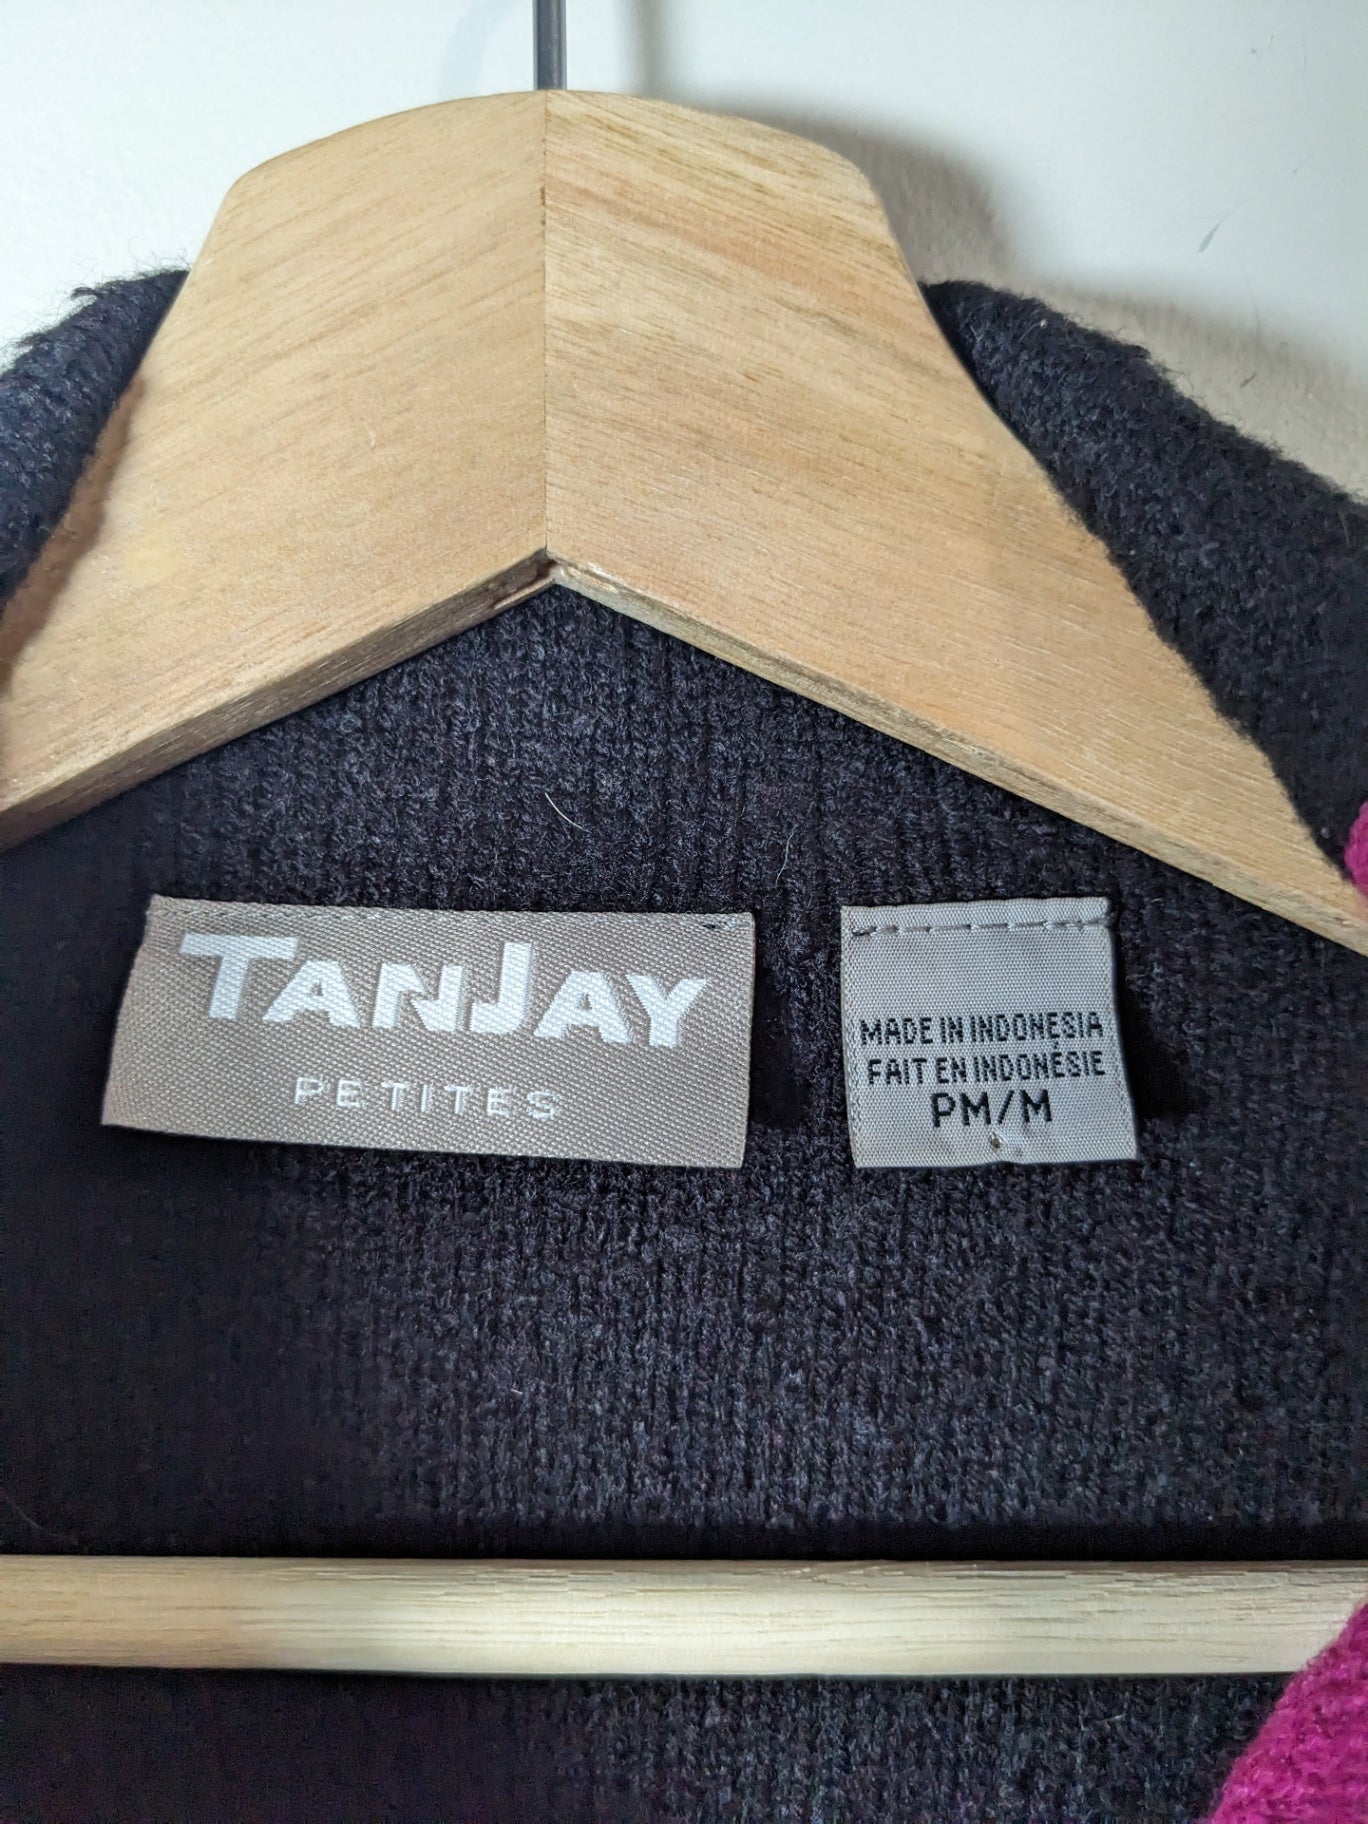 TANJAY
PETITES
MADE IN INDONESIA
FAIT EN INDONÉSIE
PM/M